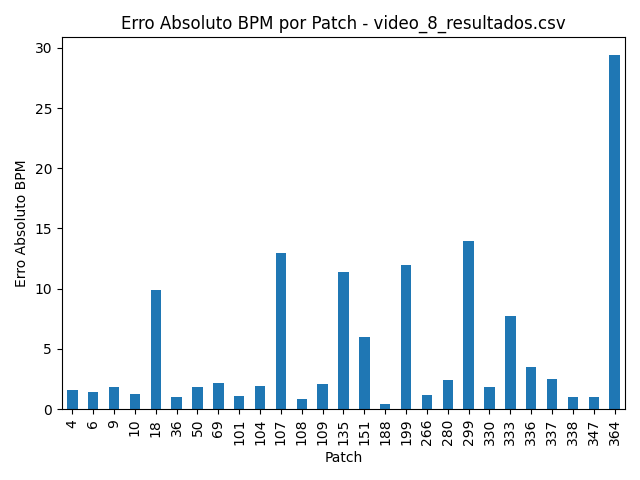 Erro Absoluto BPM por Patch - video_8_resultados.csv
30
25
20
15
10
5
0
Erro Absoluto BPM
4 6 9 10 18 36 50 69 101 104 107 108 109 135 151 188 199 266 280 299 330 333 336 337 338 347 364
Patch